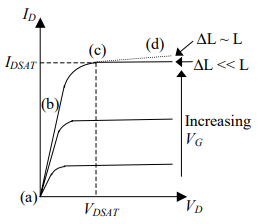 I_D
(c)
(d)
ΔL ~ L
I_DSAT
ΔL << L
(b)
Increasing
V_G
(a)
V_DSAT
V_D